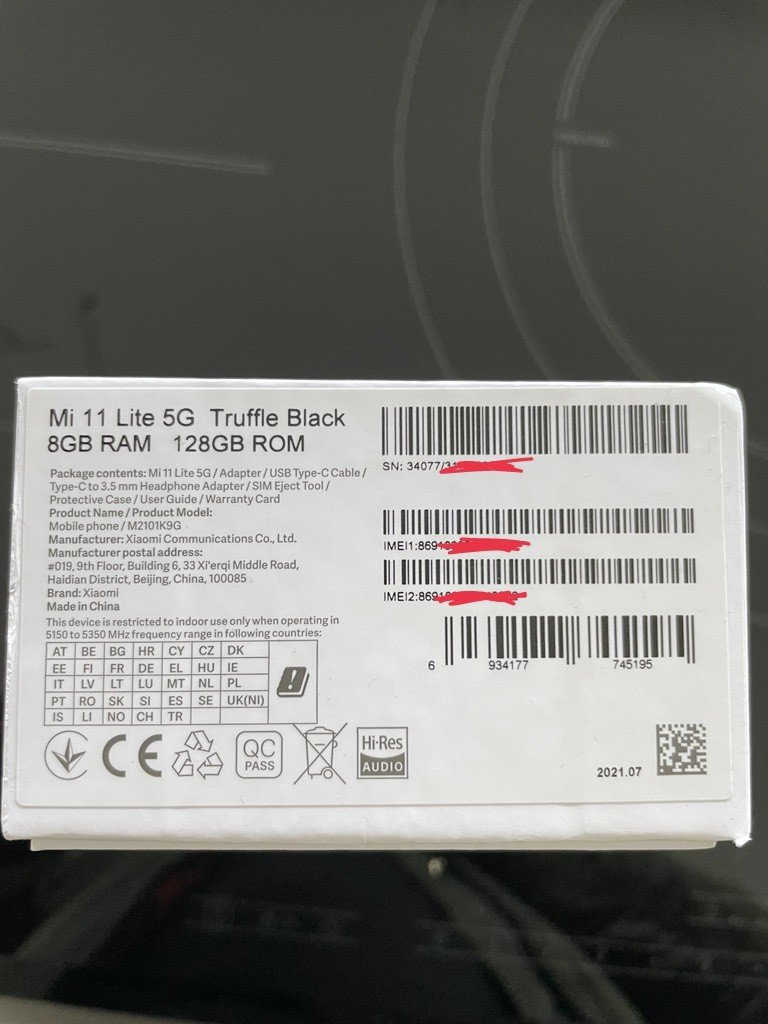 Mi 11 Lite 5G Truffle Black
8GB RAM 128GB ROM
Package contents: Mi 11 Lite 5G / Adapter / USB Type-C Cable /
Type-C to 3.5 mm Headphone Adapter / SIM Eject Tool /
Protective Case / User Guide / Warranty Card
Product Name / Product Model:
Mobile phone / M2101K9G
Manufacturer: Xiaomi Communications Co., Ltd.
Manufacturer postal address:
#019, 9th Floor, Building 6, 33 Xi'erqi Middle Road,
Haidian District, Beijing, China, 100085
Brand: Xiaomi
Made in China
This device is restricted to indoor use only when operating in
5150 to 5350 MHz frequency range in following countries:
AT BE BG HR CY CZ DK
EE FI FR DE EL HU IE
IT LV LT LU MT NL PL
PT RO SK SI ES SE UK(NI)
IS LI NO CH TR
CE
QC
PASS
Hi-Res
AUDIO
SN: 34077/
IMEI1:869
IMEI2:869
6 934177 745195
2021.07